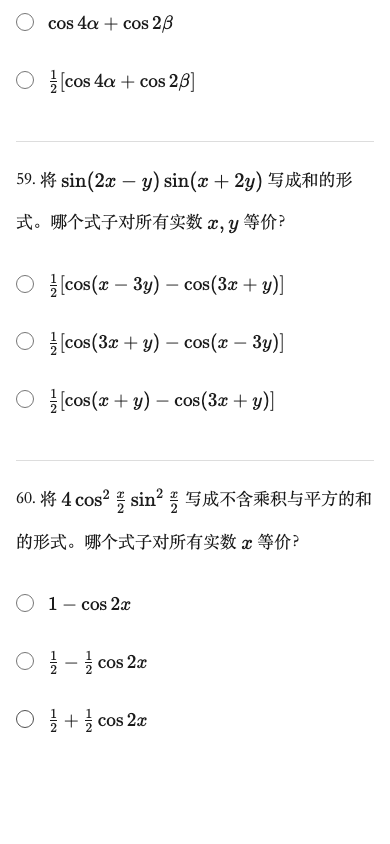 cos 4α + cos 2β
½[cos 4α + cos 2β]
59. 将 sin(2x − y) sin(x + 2y) 写成和的形
式。哪个式子对所有实数 x, y 等价?
½[cos(x − 3y) − cos(3x + y)]
½[cos(3x + y) − cos(x − 3y)]
½[cos(x + y) − cos(3x + y)]
60. 将 4 cos² x/2 sin² x/2 写成不含乘积与平方的和
的形式。哪个式子对所有实数 x 等价?
1 − cos 2x
½ − ½ cos 2x
½ + ½ cos 2x